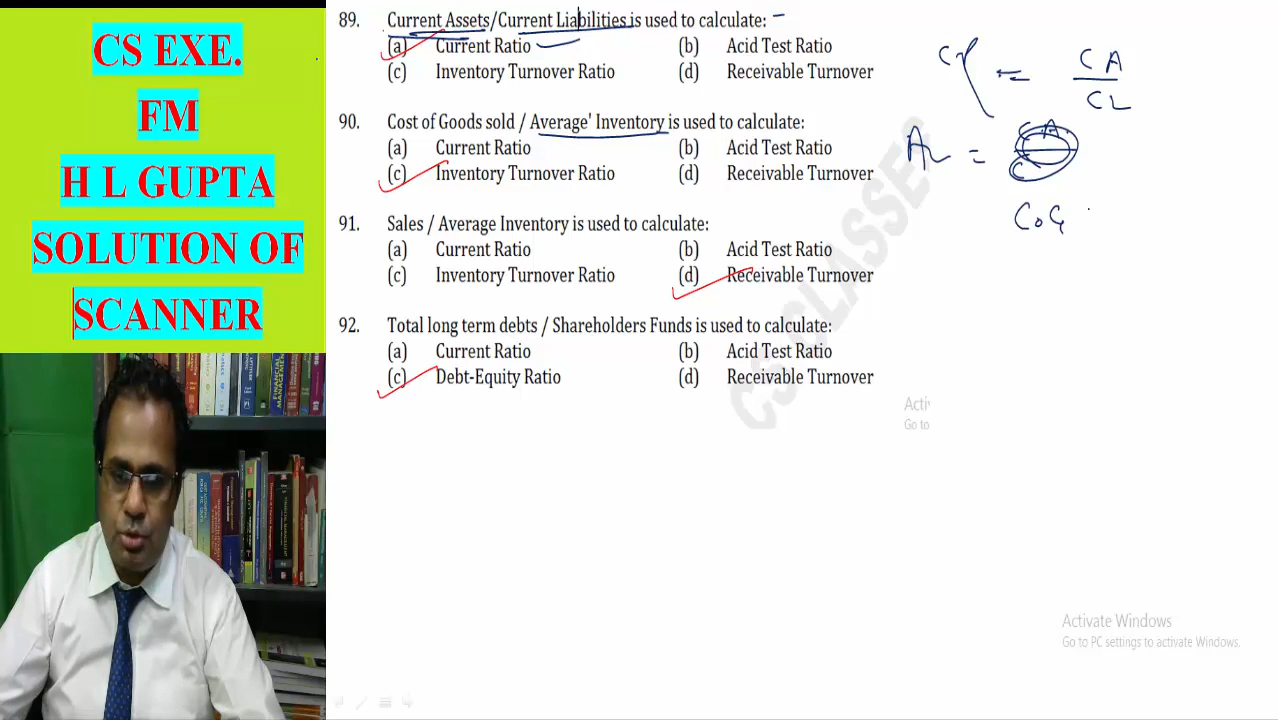 CS EXE.
FM
H L GUPTA
SOLUTION OF
SCANNER
89. Current Assets/Current Liabilities is used to calculate:
(a) Current Ratio (b) Acid Test Ratio
(c) Inventory Turnover Ratio (d) Receivable Turnover
90. Cost of Goods sold / Average' Inventory is used to calculate:
(a) Current Ratio (b) Acid Test Ratio
(c) Inventory Turnover Ratio (d) Receivable Turnover
91. Sales / Average Inventory is used to calculate:
(a) Current Ratio (b) Acid Test Ratio
(c) Inventory Turnover Ratio (d) Receivable Turnover
92. Total long term debts / Shareholders Funds is used to calculate:
(a) Current Ratio (b) Acid Test Ratio
(c) Debt-Equity Ratio (d) Receivable Turnover
= CA
CL
=
COG
CS CLASSES
Activ
Go to
Activate Windows
Go to PC settings to activate Windows.